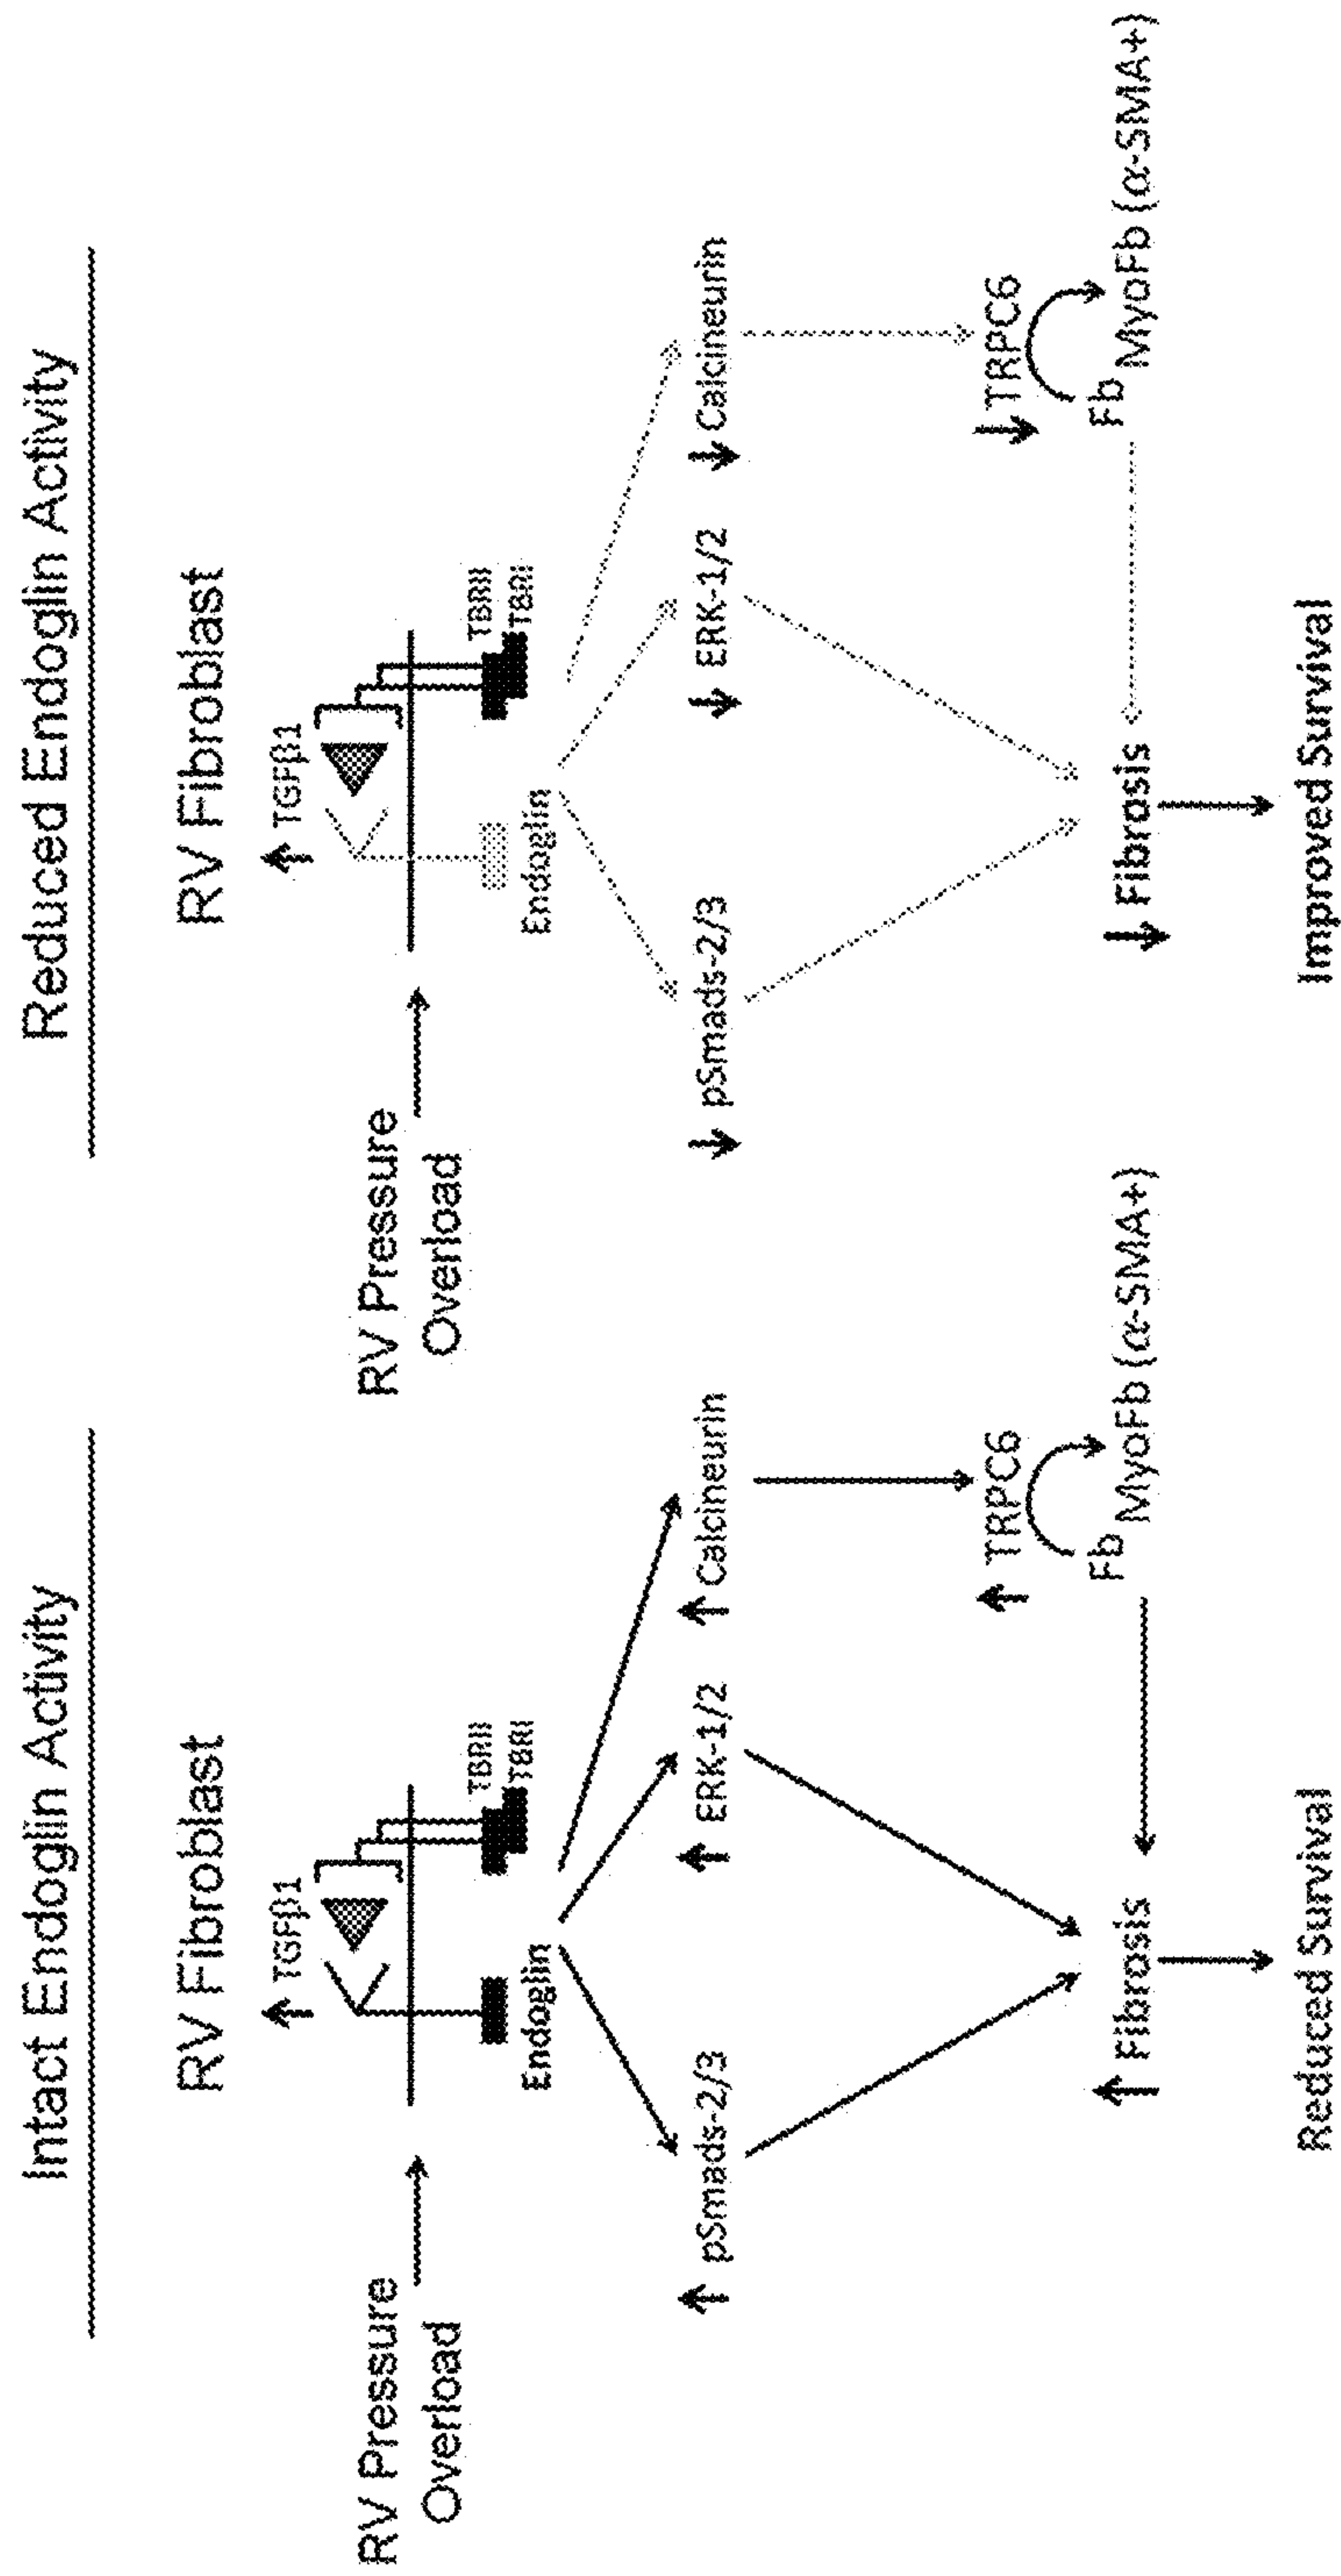 Intact Endoglin Activity
RV Fibroblast
↑ TGFβ1
RV Pressure
Overload
TBRII
TBRI
Endoglin
↑ pSmads-2/3
↑ ERK-1/2
↑ Calcineurin
↑ TRPC6
Fb
MyoFb (α-SMA+)
↑ Fibrosis
Reduced Survival
Reduced Endoglin Activity
RV Fibroblast
↑ TGFβ1
RV Pressure
Overload
TBRII
TBRI
Endoglin
↓ pSmads-2/3
↓ ERK-1/2
↓ Calcineurin
↓ TRPC6
Fb
MyoFb (α-SMA+)
↓ Fibrosis
Improved Survival